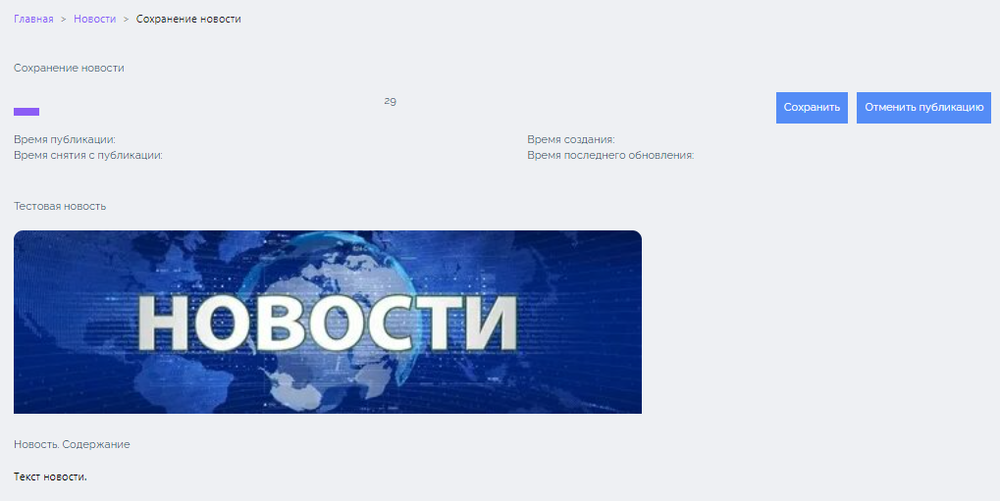 Главная > Новости > Сохранение новости
Сохранение новости
29
Сохранить
Отменить публикацию
Время публикации:
Время снятия с публикации:
Время создания:
Время последнего обновления:
Тестовая новость
НОВОСТИ
Новость. Содержание
Текст новости.